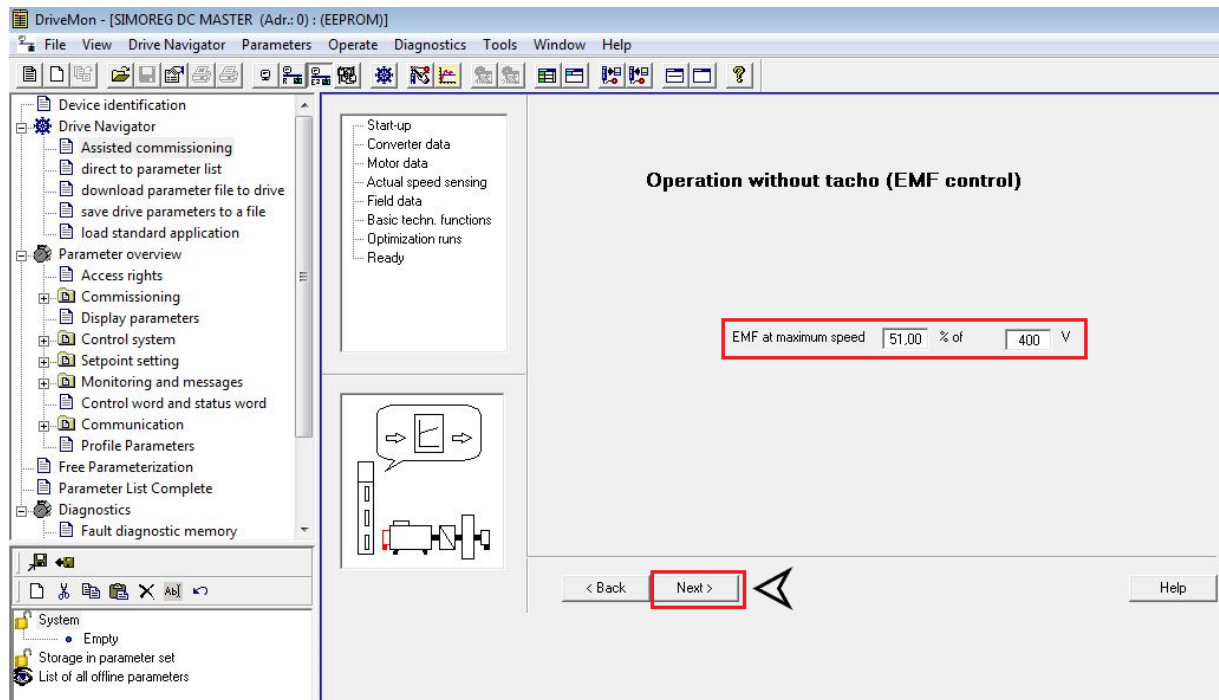 DriveMon - [SIMOREG DC MASTER (Adr.: 0) : (EEPROM)]
File View Drive Navigator Parameters Operate Diagnostics Tools Window Help
Device identification
Drive Navigator
Assisted commissioning
direct to parameter list
download parameter file to drive
save drive parameters to a file
load standard application
Parameter overview
Access rights
Commissioning
Display parameters
Control system
Setpoint setting
Monitoring and messages
Control word and status word
Communication
Profile Parameters
Free Parameterization
Parameter List Complete
Diagnostics
Fault diagnostic memory
System
Empty
Storage in parameter set
List of all offline parameters
Start-up
Converter data
Motor data
Actual speed sensing
Field data
Basic techn. functions
Optimization runs
Ready
Operation without tacho (EMF control)
EMF at maximum speed 51,00 % of 400 V
< Back Next > Help